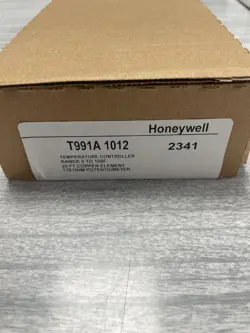 Honeywell
T991A 1012 2341
TEMPERATURE CONTROLLER
RANGE 0 TO 100F
20 FT COPPER ELEMENT
135 OHM POTENTIOMETER